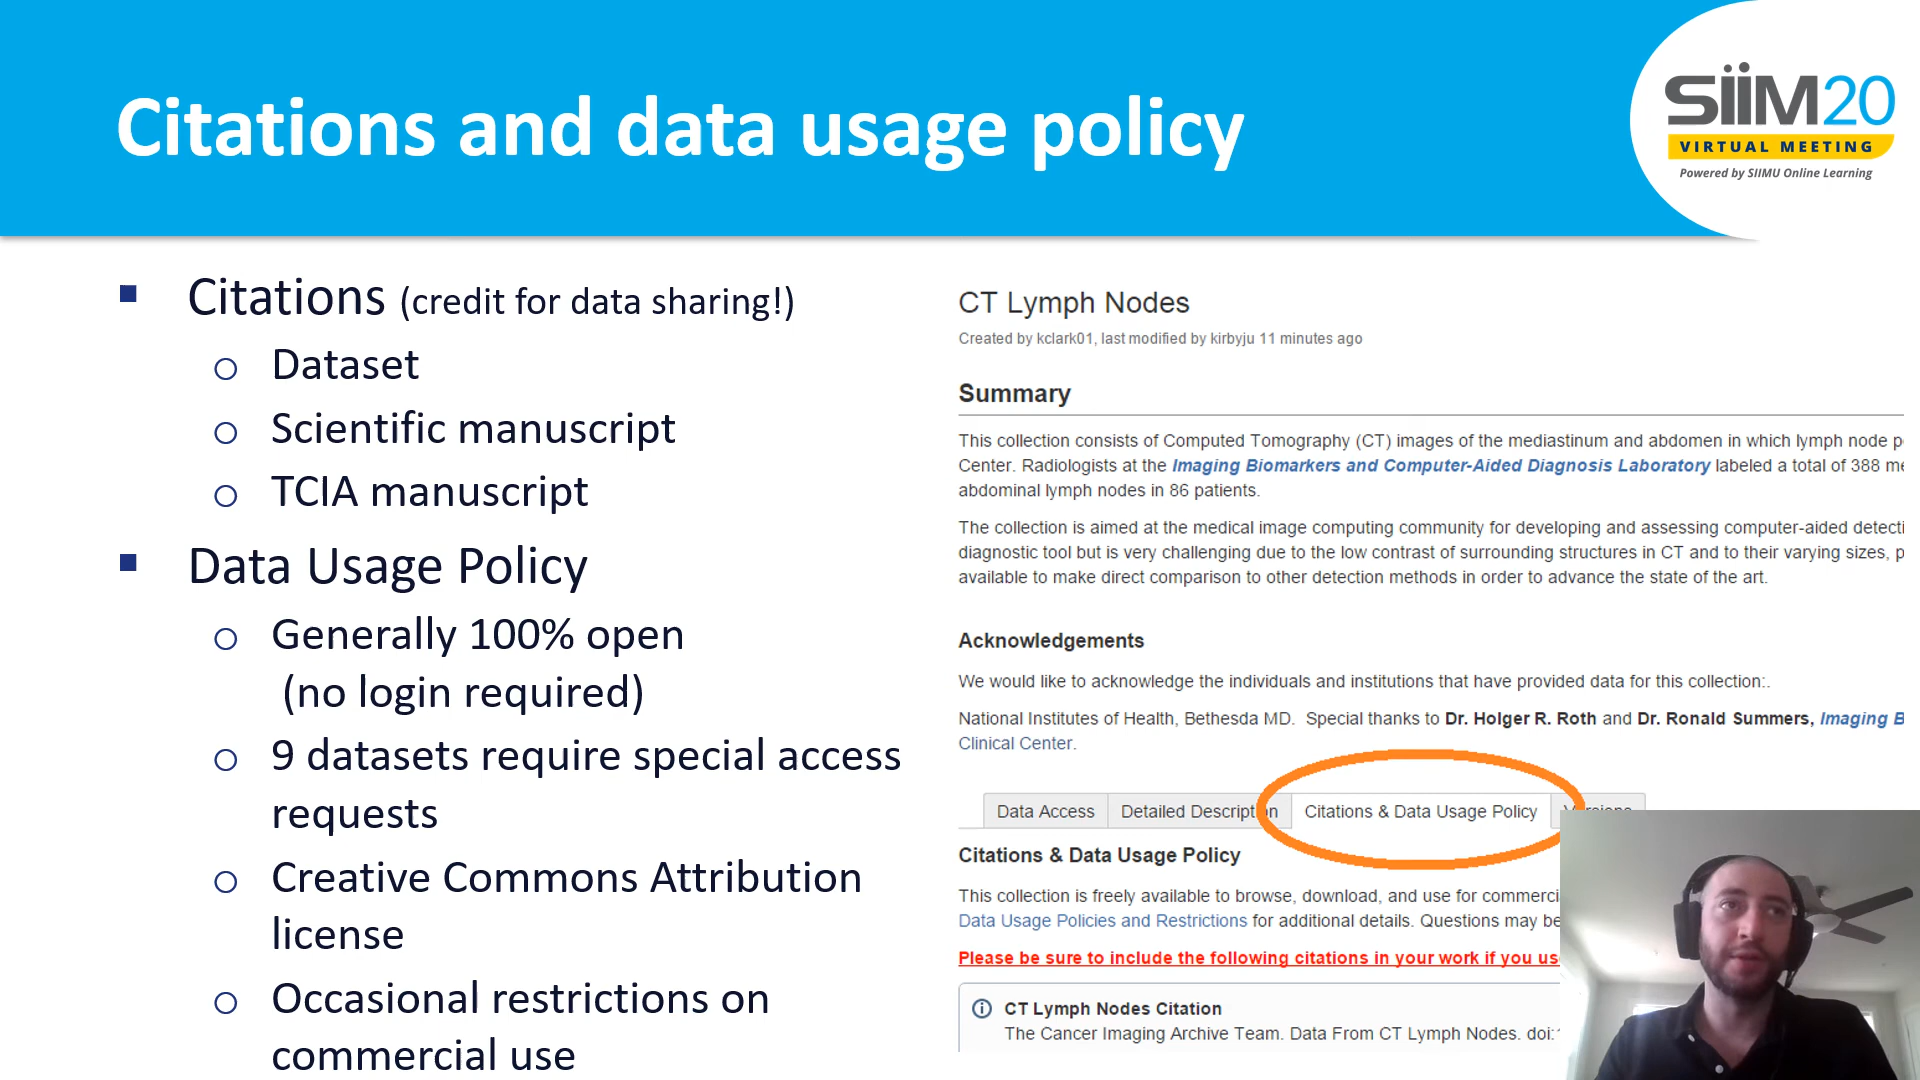 Citations and data usage policy
SiiM20
VIRTUAL MEETING
Powered by SIIMU Online Learning
Citations (credit for data sharing!)
Dataset
Scientific manuscript
TCIA manuscript
Data Usage Policy
Generally 100% open
(no login required)
9 datasets require special access
requests
Creative Commons Attribution
license
Occasional restrictions on
commercial use
CT Lymph Nodes
Created by kclark01, last modified by kirbyju 11 minutes ago
Summary
This collection consists of Computed Tomography (CT) images of the mediastinum and abdomen in which lymph node p
Center. Radiologists at the Imaging Biomarkers and Computer-Aided Diagnosis Laboratory labeled a total of 388 me
abdominal lymph nodes in 86 patients.
The collection is aimed at the medical image computing community for developing and assessing computer-aided detecti
diagnostic tool but is very challenging due to the low contrast of surrounding structures in CT and to their varying sizes, p
available to make direct comparison to other detection methods in order to advance the state of the art.
Acknowledgements
We would like to acknowledge the individuals and institutions that have provided data for this collection:.
National Institutes of Health, Bethesda MD. Special thanks to Dr. Holger R. Roth and Dr. Ronald Summers, Imaging B
Clinical Center.
Data Access Detailed Description Citations & Data Usage Policy Versions
Citations & Data Usage Policy
This collection is freely available to browse, download, and use for commerci
Data Usage Policies and Restrictions for additional details. Questions may be
Please be sure to include the following citations in your work if you us
CT Lymph Nodes Citation
The Cancer Imaging Archive Team. Data From CT Lymph Nodes. doi: